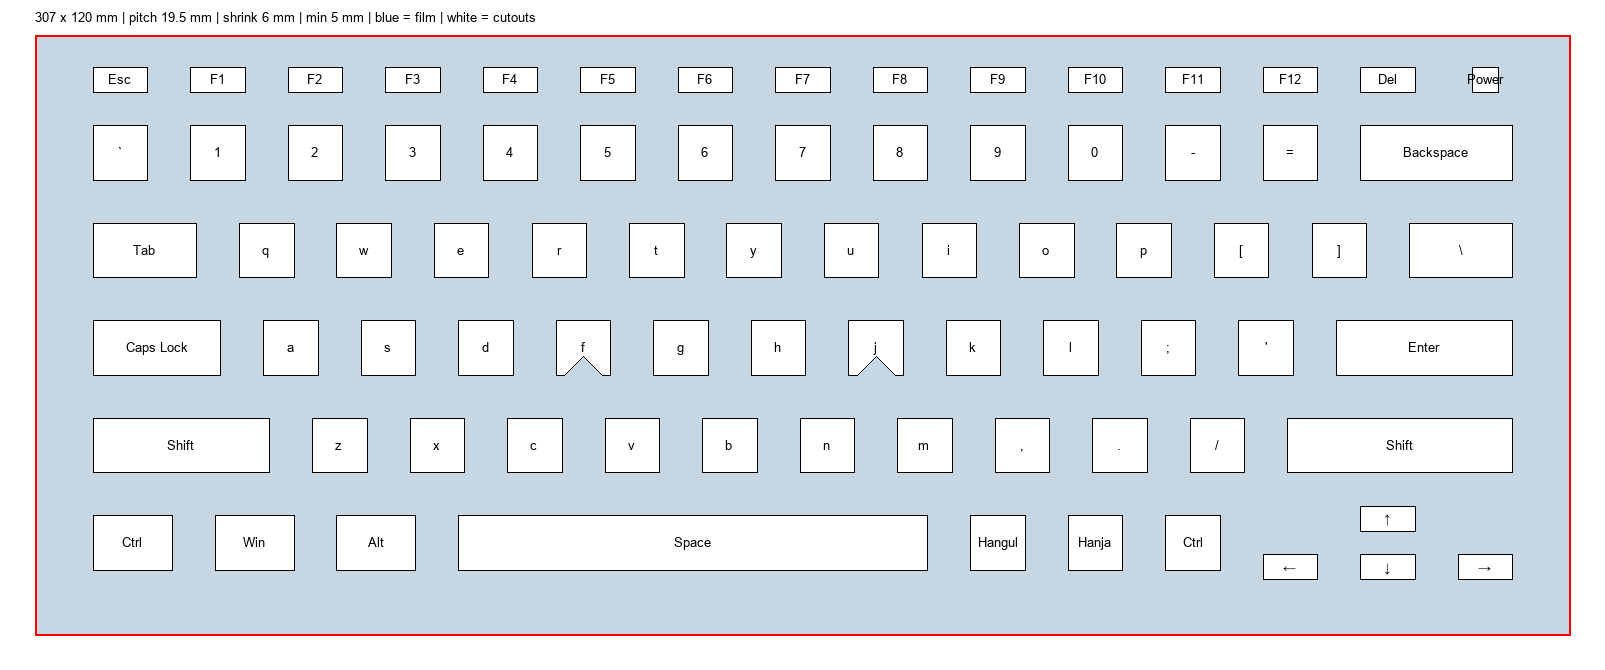 307 x 120 mm | pitch 19.5 mm | shrink 6 mm | min 5 mm | blue = film | white = cutouts
Esc F1 F2 F3 F4 F5 F6 F7 F8 F9 F10 F11 F12 Del Power
` 1 2 3 4 5 6 7 8 9 0 - = Backspace
Tab q w e r t y u i o p [ ] \
Caps Lock a s d f g h j k l ; ' Enter
Shift z x c v b n m , . / Shift
Ctrl Win Alt Space Hangul Hanja Ctrl ↑
← ↓ →